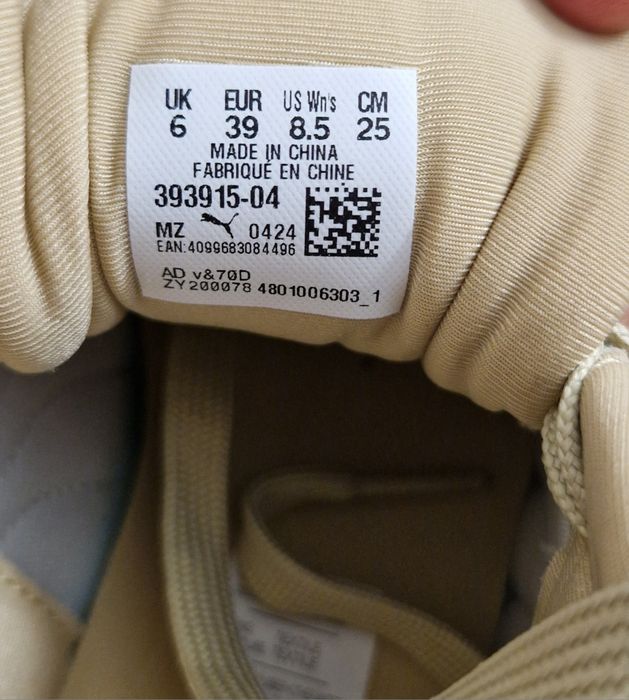 UK EUR US Wn's CM
6 39 8.5 25
MADE IN CHINA
FABRIQUÉ EN CHINE
393915-04
MZ 0424
EAN:4099683084496
AD v&70D
ZY200078 4801006303_1